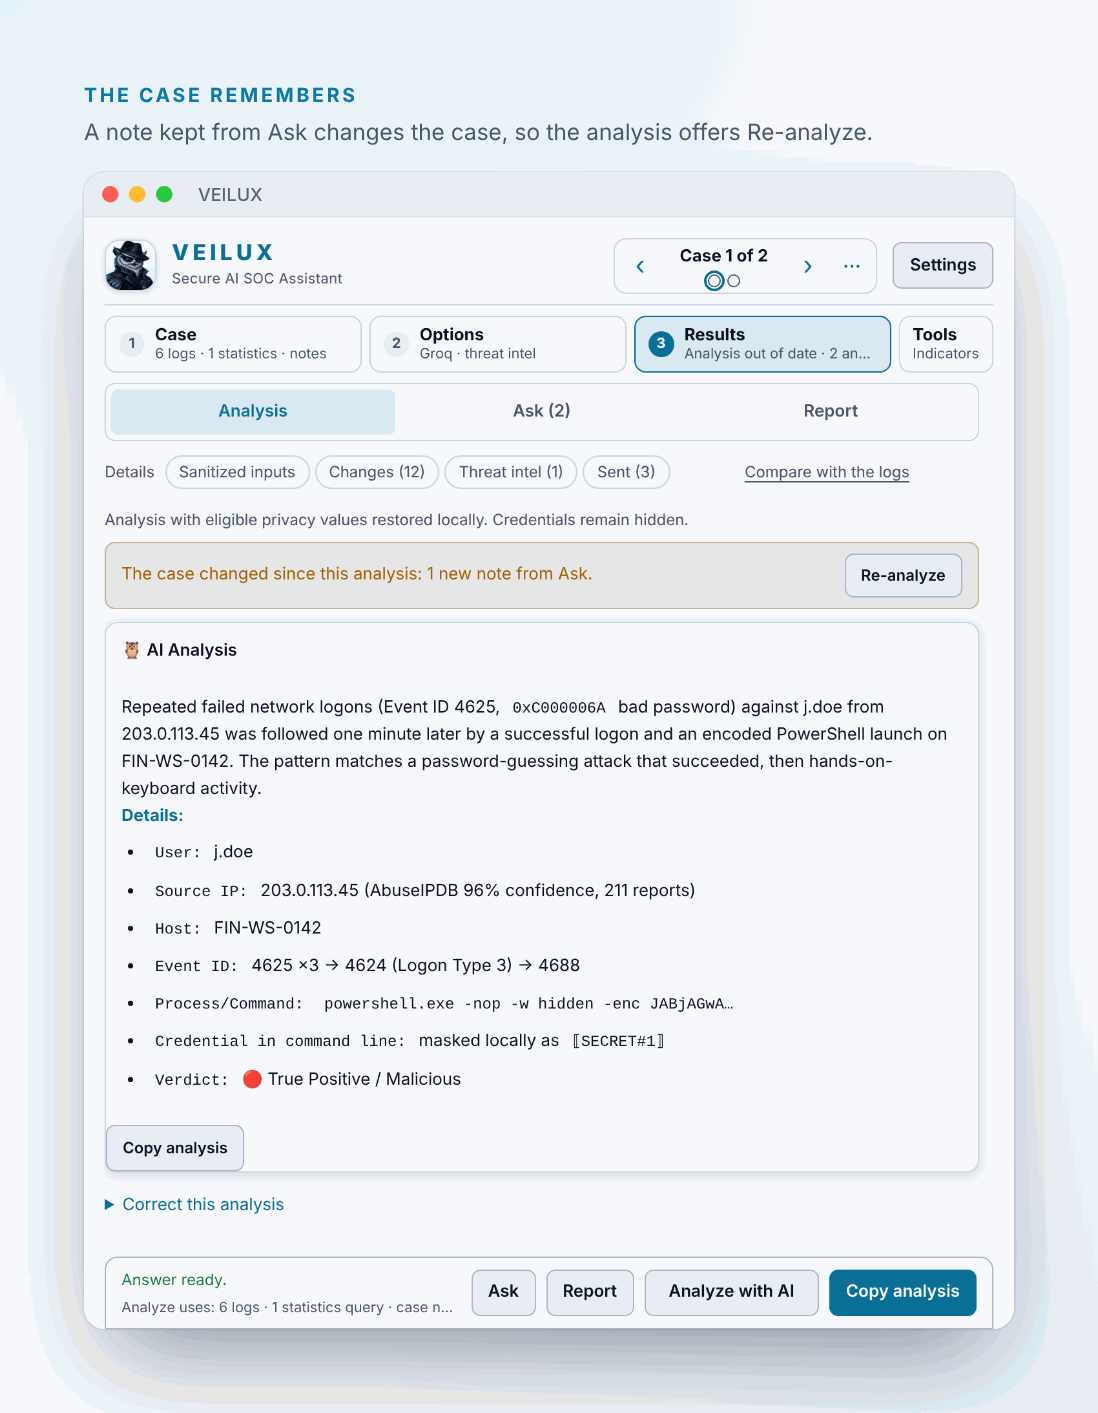 THE CASE REMEMBERS
A note kept from Ask changes the case, so the analysis offers Re-analyze.
VEILUX
VEILUX
Secure AI SOC Assistant
‹
Case 1 of 2
›
···
Settings
1
Case
6 logs · 1 statistics · notes
2
Options
Groq · threat intel
3
Results
Analysis out of date · 2 an...
Tools
Indicators
Analysis
Ask (2)
Report
Details
Sanitized inputs
Changes (12)
Threat intel (1)
Sent (3)
Compare with the logs
Analysis with eligible privacy values restored locally. Credentials remain hidden.
The case changed since this analysis: 1 new note from Ask.
Re-analyze
🦉 AI Analysis
Repeated failed network logons (Event ID 4625, 0xC000006A bad password) against j.doe from
203.0.113.45 was followed one minute later by a successful logon and an encoded PowerShell launch on
FIN-WS-0142. The pattern matches a password-guessing attack that succeeded, then hands-on-
keyboard activity.
Details:
• User: j.doe
• Source IP: 203.0.113.45 (AbuseIPDB 96% confidence, 211 reports)
• Host: FIN-WS-0142
• Event ID: 4625 ×3 → 4624 (Logon Type 3) → 4688
• Process/Command: powershell.exe -nop -w hidden -enc JABjAGwA…
• Credential in command line: masked locally as ⟦SECRET#1⟧
• Verdict: 🔴 True Positive / Malicious
Copy analysis
▶ Correct this analysis
Answer ready.
Analyze uses: 6 logs · 1 statistics query · case n...
Ask
Report
Analyze with AI
Copy analysis